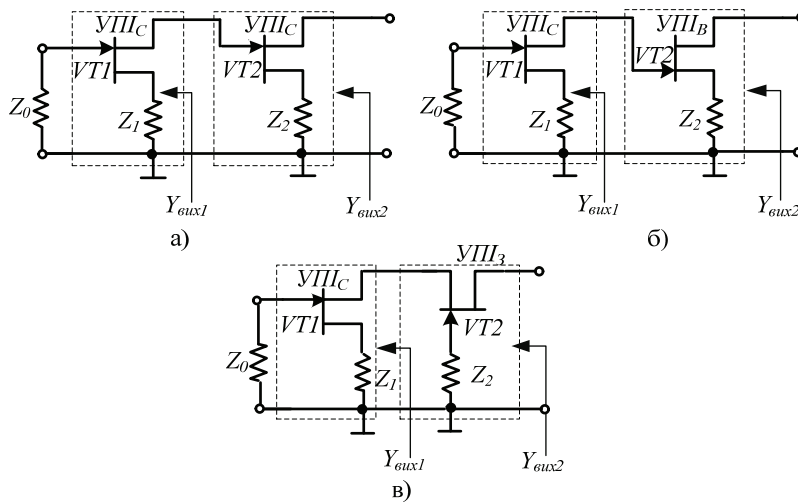 УПІС УПІС
VT1 VT2
Z0 Z1 Z2
Yвих1 Yвих2
а)
УПІС УПІВ
VT1 VT2
Z0 Z1 Z2
Yвих1 Yвих2
б)
УПІС УПІЗ
VT1 VT2
Z0 Z1 Z2
Yвих1 Yвих2
в)